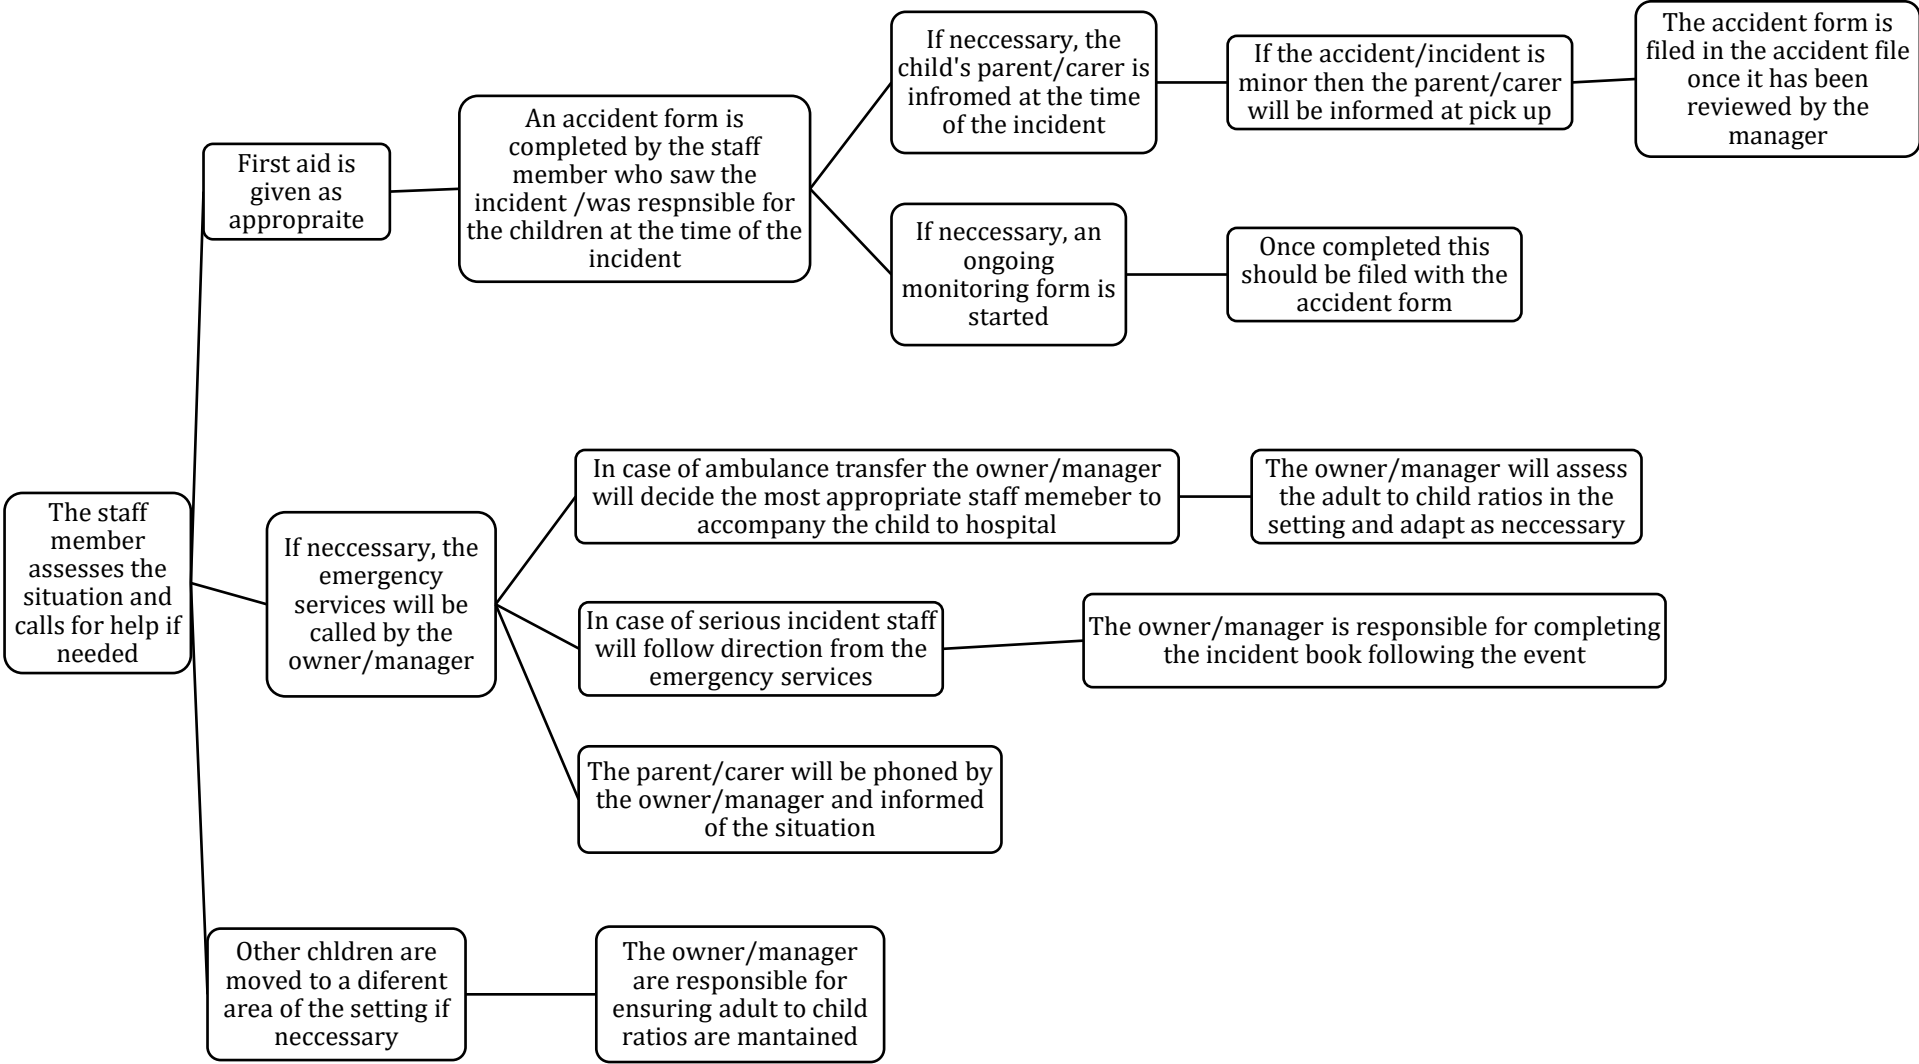 The staff
member
assesses the
situation and
calls for help if
needed
First aid is
given as
appropraite
An accident form is
completed by the staff
member who saw the
incident /was respnsible for
the children at the time of the
incident
If neccessary, the
child's parent/carer is
infromed at the time
of the incident
If the accident/incident is
minor then the parent/carer
will be informed at pick up
The accident form is
filed in the accident file
once it has been
reviewed by the
manager
If neccessary, an
ongoing
monitoring form is
started
Once completed this
should be filed with the
accident form
If neccessary, the
emergency
services will be
called by the
owner/manager
In case of ambulance transfer the owner/manager
will decide the most appropriate staff memeber to
accompany the child to hospital
The owner/manager will assess
the adult to child ratios in the
setting and adapt as neccessary
In case of serious incident staff
will follow direction from the
emergency services
The owner/manager is responsible for completing
the incident book following the event
The parent/carer will be phoned by
the owner/manager and informed
of the situation
Other chldren are
moved to a diferent
area of the setting if
neccessary
The owner/manager
are responsible for
ensuring adult to child
ratios are mantained